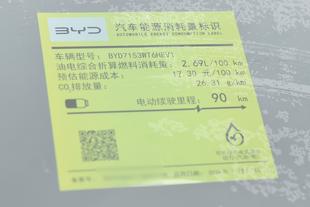 BYD
汽车能源消耗量标识
AUTOMOBILE ENERGY CONSUMPTION LABEL
车辆型号: BYD7153WT6HEV1
油电综合折算燃料消耗量: 2.69L/100 km
预估能源成本: 17.30 元/100 km
CO₂排放量: 26.31 g/km
电动续驶里程: 90 km